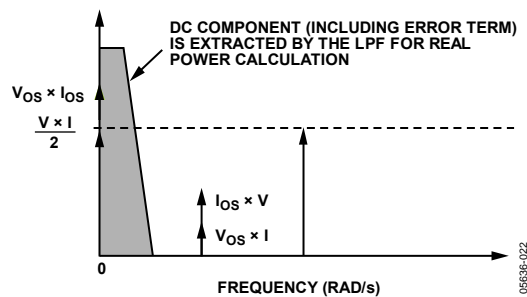 DC COMPONENT (INCLUDING ERROR TERM)
IS EXTRACTED BY THE LPF FOR REAL
POWER CALCULATION
VOS × IOS
V × I
2
IOS × V
VOS × I
0
FREQUENCY (RAD/s)
05636-022